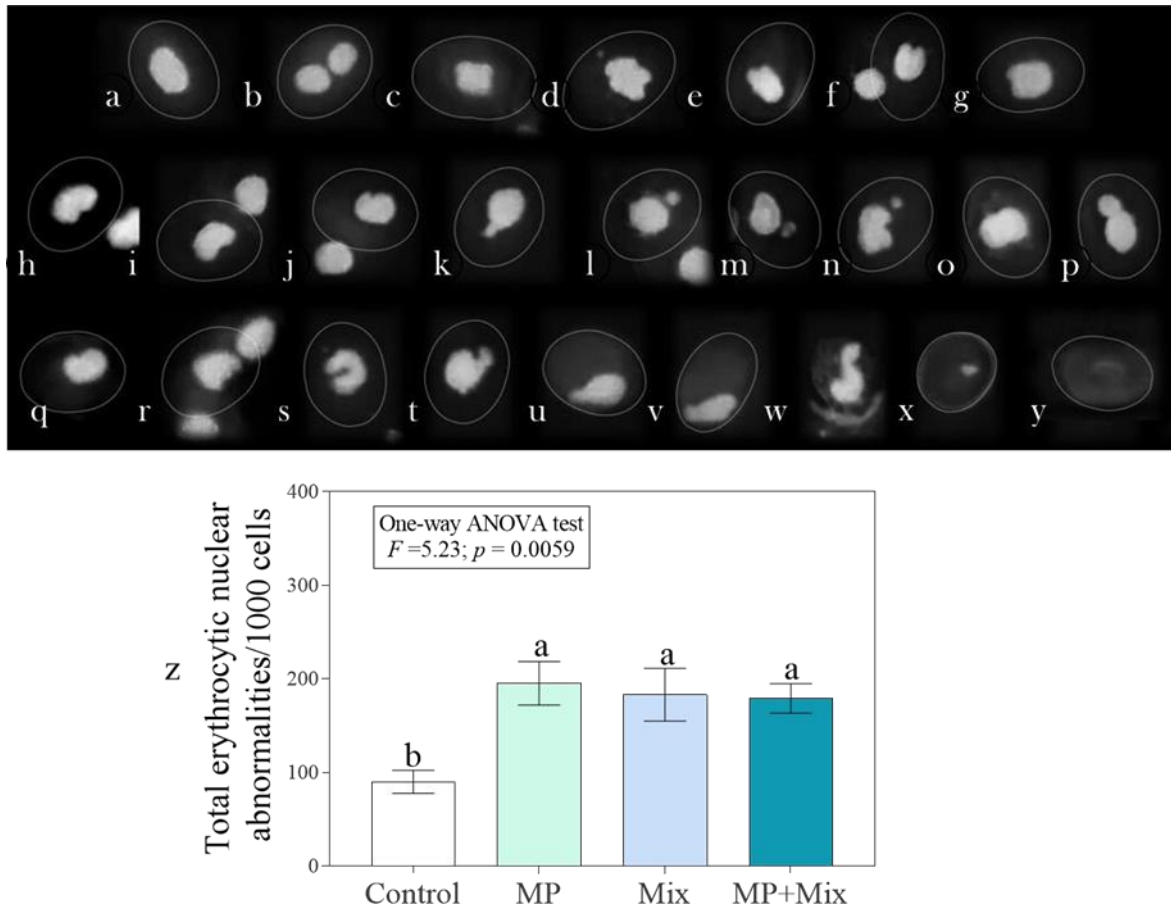 a b c d e f g
h i j k l m n o p
q r s t u v w x y
z
Total erythrocytic nuclear
abnormalities/1000 cells
400
300
200
100
0
One-way ANOVA test
F =5.23; p = 0.0059
b
a
a
a
Control MP Mix MP+Mix